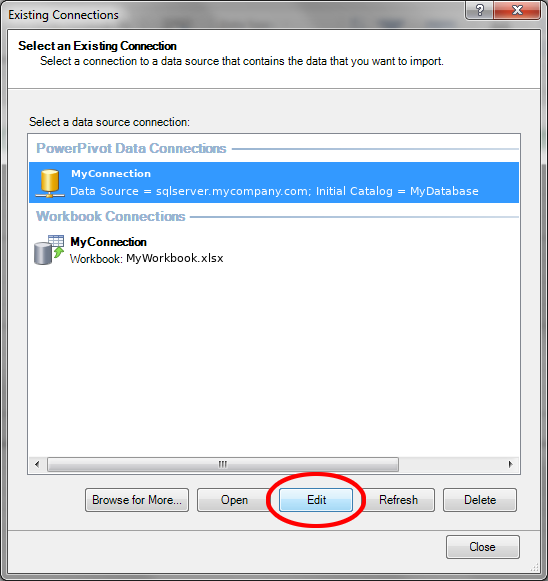 Existing Connections
Select an Existing Connection
Select a connection to a data source that contains the data that you want to import.
Select a data source connection:
PowerPivot Data Connections
MyConnection
Data Source = sqlserver.mycompany.com; Initial Catalog = MyDatabase
Workbook Connections
MyConnection
Workbook: MyWorkbook.xlsx
Browse for More... Open Edit Refresh Delete
Close